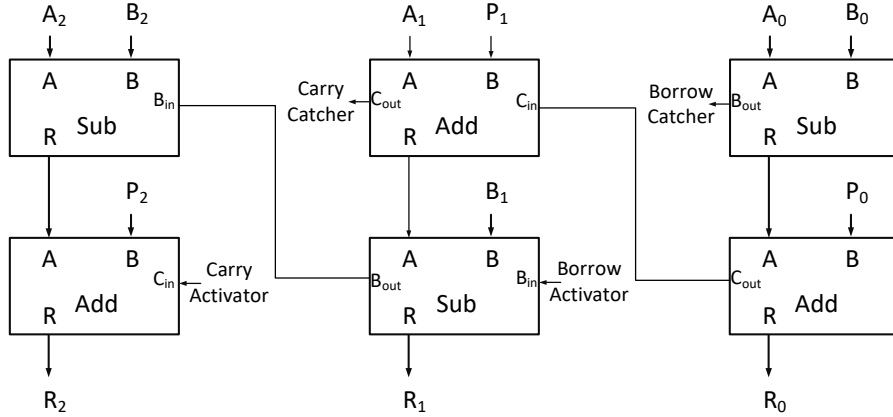 A2 B2 A1 P1 A0 B0
A B A B A B
Bin Carry Catcher Cout Cin Borrow Catcher Bout
Sub Add Sub
R R R
P2 B1 P0
A B A B A B
Cin Carry Activator Bout Bin Borrow Activator Cout
Add Sub Add
R R R
R2 R1 R0